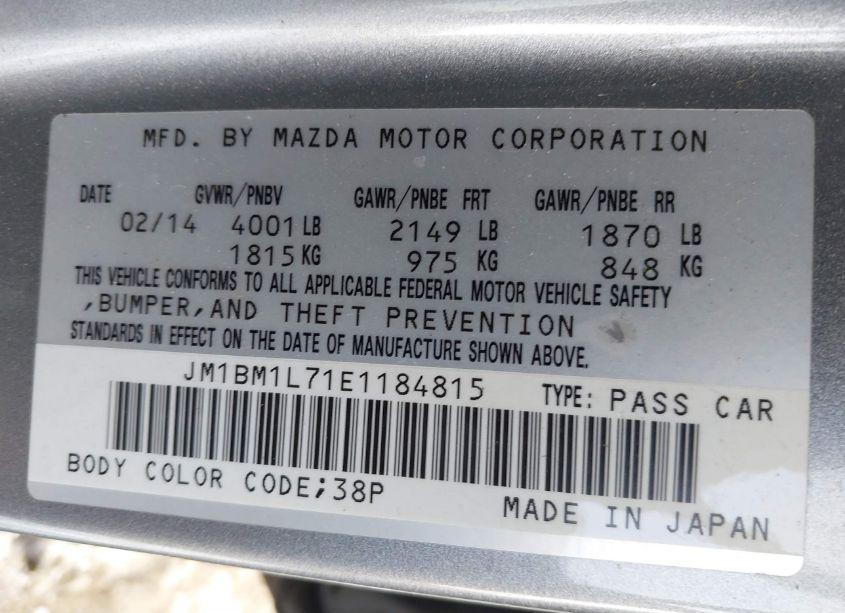 MFD. BY MAZDA MOTOR CORPORATION
DATE GVWR/PNBV GAWR/PNBE FRT GAWR/PNBE RR
02/14 4001 LB 2149 LB 1870 LB
1815 KG 975 KG 848 KG
THIS VEHICLE CONFORMS TO ALL APPLICABLE FEDERAL MOTOR VEHICLE SAFETY
,BUMPER,AND THEFT PREVENTION
STANDARDS IN EFFECT ON THE DATE OF MANUFACTURE SHOWN ABOVE.
JM1BM1L71E1184815 TYPE: PASS CAR
BODY COLOR CODE;38P MADE IN JAPAN